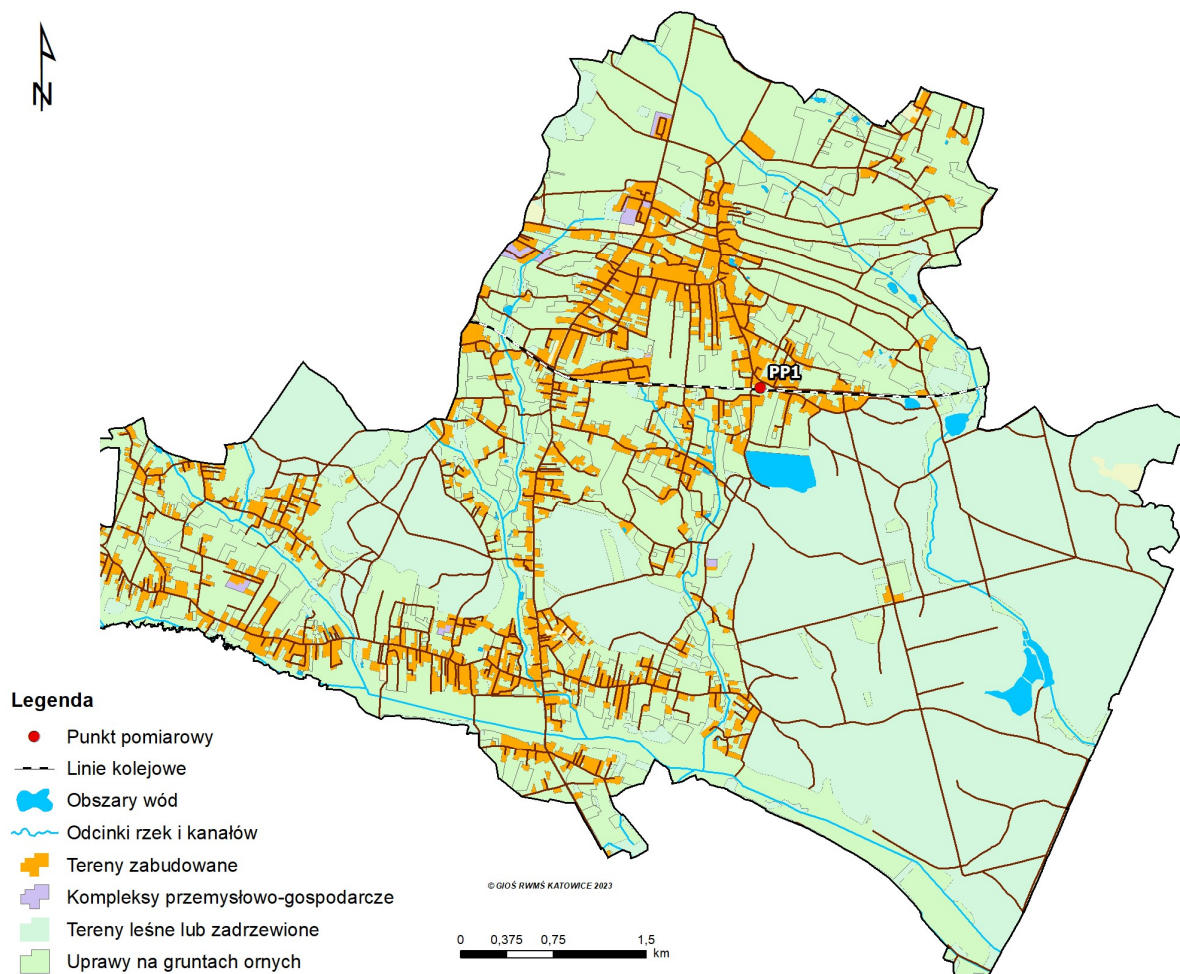 N
PP1
Legenda
Punkt pomiarowy
Linie kolejowe
Obszary wód
Odcinki rzek i kanałów
Tereny zabudowane
Kompleksy przemysłowo-gospodarcze
Tereny leśne lub zadrzewione
Uprawy na gruntach ornych
© GIOŚ RWMŚ KATOWICE 2023
0 0,375 0,75 1,5
km